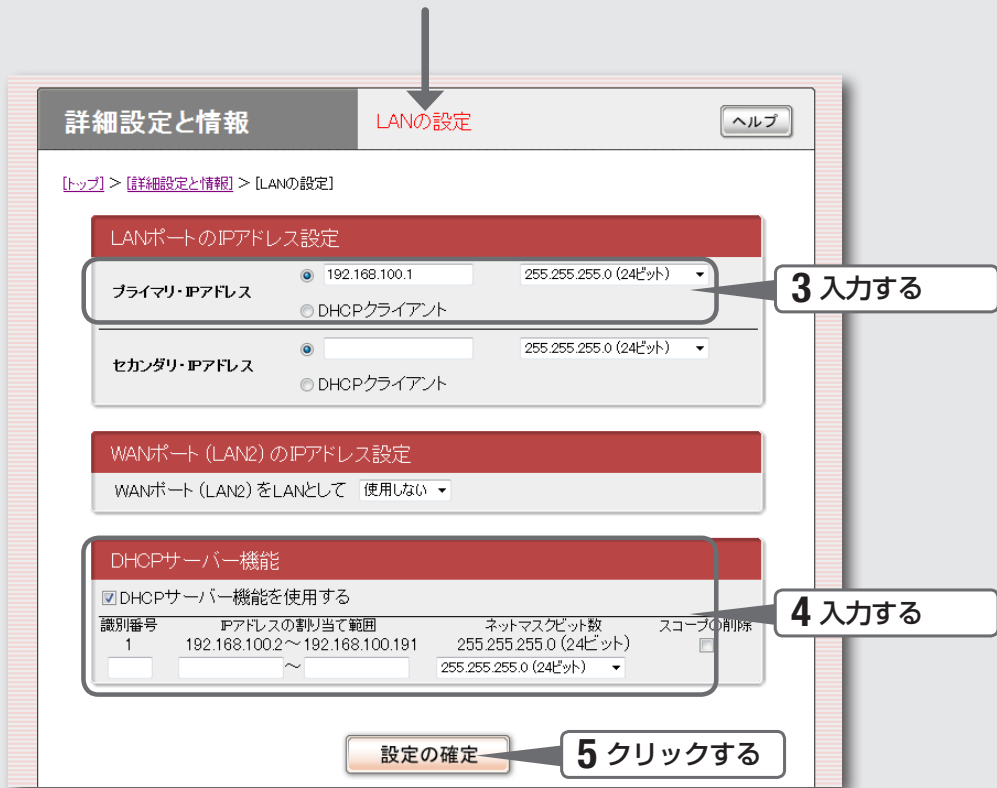 詳細設定と情報 LANの設定 ヘルプ
[トップ] > [詳細設定と情報] > [LANの設定]
LANポートのIPアドレス設定
プライマリ・IPアドレス 192.168.100.1 255.255.255.0 (24ビット)
DHCPクライアント
3 入力する
セカンダリ・IPアドレス 255.255.255.0 (24ビット)
DHCPクライアント
WANポート (LAN2) のIPアドレス設定
WANポート (LAN2) をLANとして 使用しない
DHCPサーバー機能
DHCPサーバー機能を使用する
4 入力する
識別番号 IPアドレスの割り当て範囲 ネットマスクビット数 スコープの削除
1 192.168.100.2～192.168.100.191 255.255.255.0 (24ビット)
～ 255.255.255.0 (24ビット)
設定の確定 5 クリックする